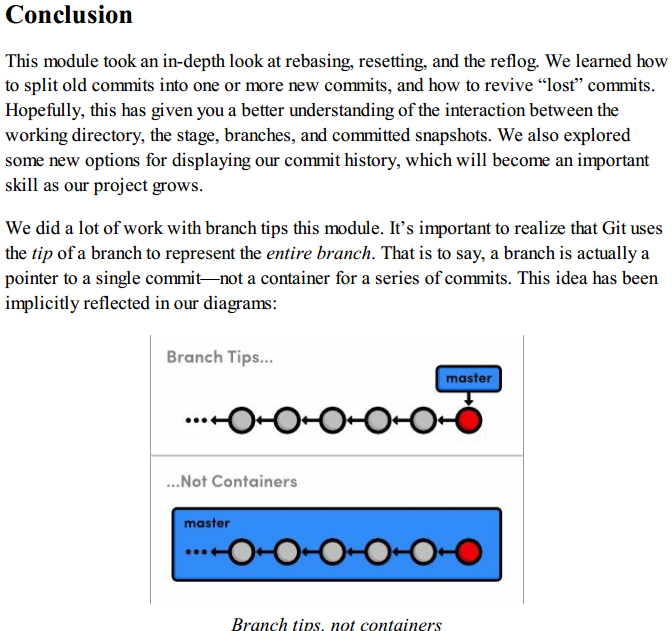 Conclusion
This module took an in-depth look at rebasing, resetting, and the reflog. We learned how
to split old commits into one or more new commits, and how to revive “lost” commits.
Hopefully, this has given you a better understanding of the interaction between the
working directory, the stage, branches, and committed snapshots. We also explored
some new options for displaying our commit history, which will become an important
skill as our project grows.
We did a lot of work with branch tips this module. It’s important to realize that Git uses
the tip of a branch to represent the entire branch. That is to say, a branch is actually a
pointer to a single commit—not a container for a series of commits. This idea has been
implicitly reflected in our diagrams:
Branch Tips...
master
...Not Containers
master
Branch tips, not containers